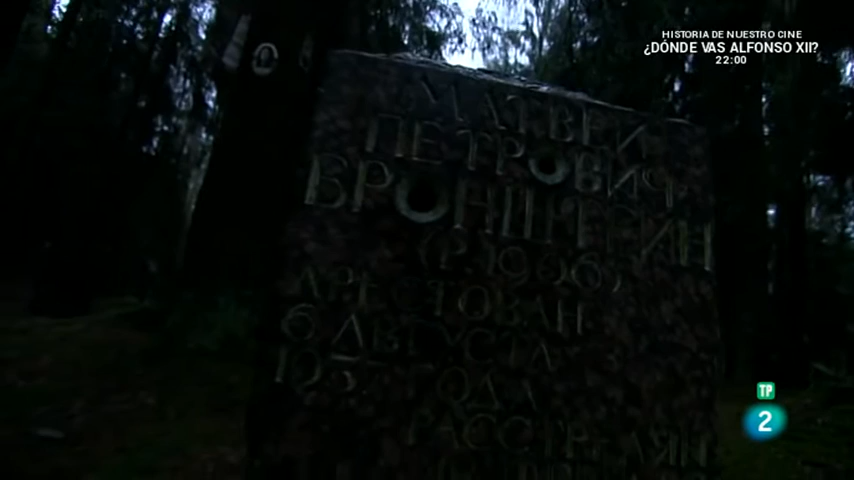 HISTORIA DE NUESTRO CINE
¿DÓNDE VAS ALFONSO XII?
22:00
МАТВЕЙ
ПЕТРОВИЧ
БРОНШТЕЙН
(Р. 1906)
АРЕСТОВАН
6 АВГУСТА
1937 ГОДА
РАССТРЕЛЯН
TP
2